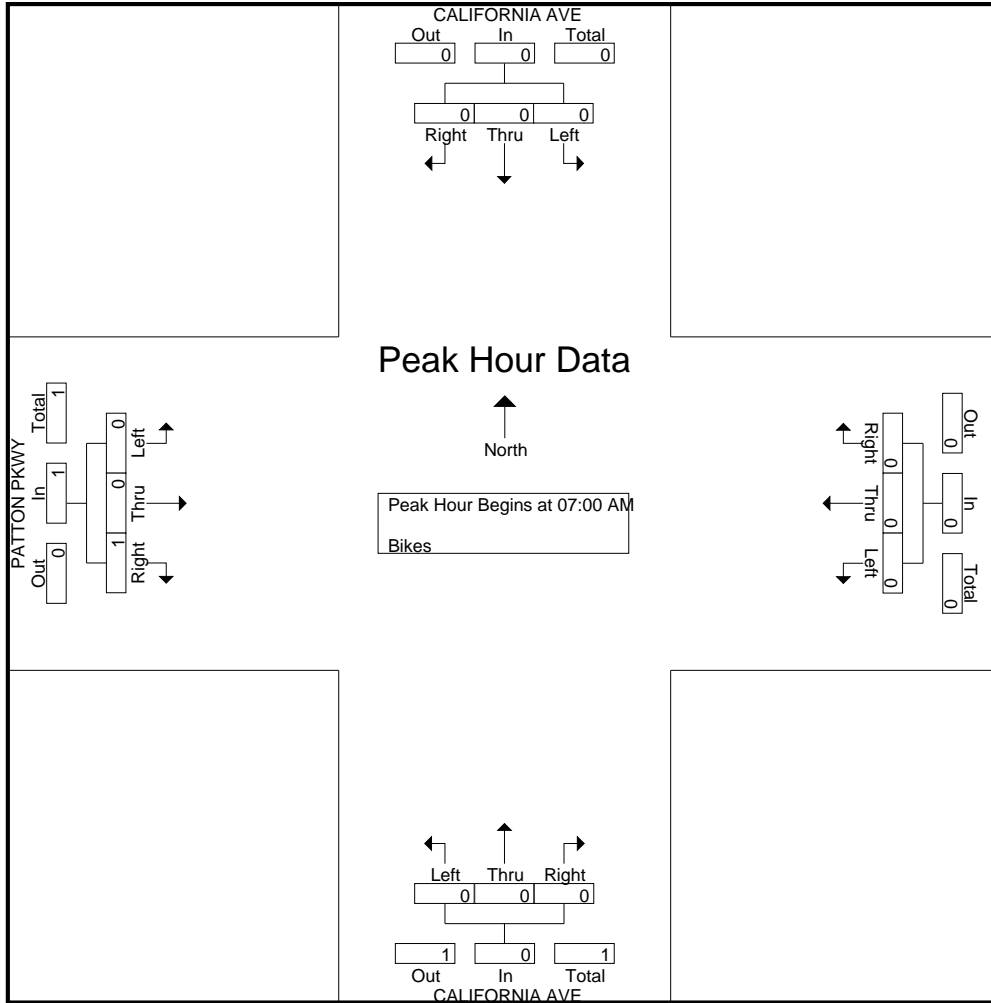 CALIFORNIA AVE
Out In Total
0 0 0
0 0 0
Right Thru Left
Peak Hour Data
North
Peak Hour Begins at 07:00 AM
Bikes
PATTON PKWY
Out In Total
0 1 1
1 0 0
Right Thru Left
Out In Total
0 0 0
0 0 0
Right Thru Left
Left Thru Right
0 0 0
1 0 1
Out In Total
CALIFORNIA AVE